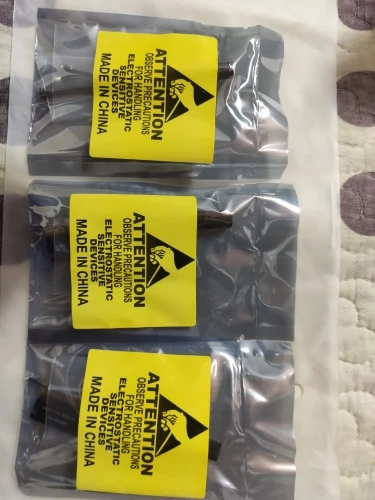 ATTENTION
OBSERVE PRECAUTIONS
FOR HANDLING
ELECTROSTATIC
SENSITIVE
DEVICES
MADE IN CHINA
ATTENTION
OBSERVE PRECAUTIONS
FOR HANDLING
ELECTROSTATIC
SENSITIVE
DEVICES
MADE IN CHINA
ATTENTION
OBSERVE PRECAUTIONS
FOR HANDLING
ELECTROSTATIC
SENSITIVE
DEVICES
MADE IN CHINA